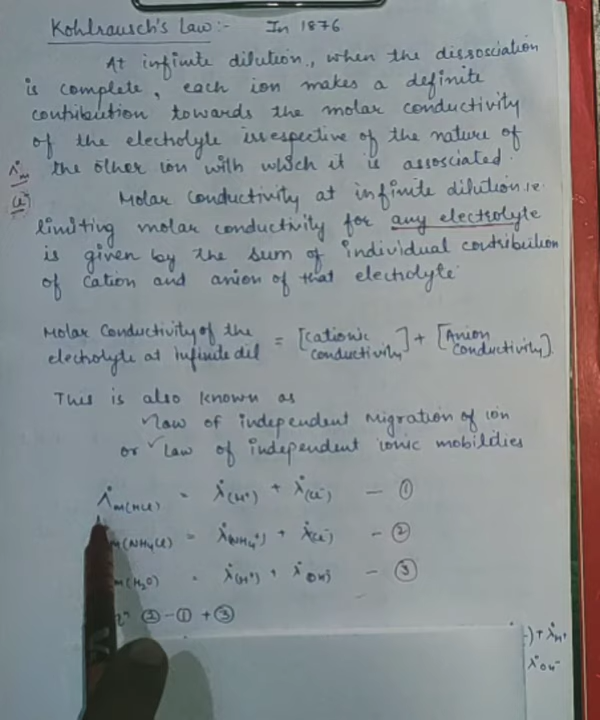 Kohlrausch's Law:- In 1876
At infinite dilution, when the dissosciation
is complete, each ion makes a definite
contribution towards the molar conductivity
of the electrolyte irrespective of the nature of
the other ion with which it is assosciated.
Molar conductivity at infinite dilution i.e.
limiting molar conductivity for any electrolyte
is given by the sum of individual contribution
of cation and anion of that electrolyte
Molar Conductivity of the
electrolyte at infinite dil = [Cationic conductivity] + [Anion Conductivity].
This is also known as
law of independent Migration of ion
or law of independent ionic mobilities
Λ°m(HCl) = λ°(H⁺) + λ°(Cl⁻) - ①
m(NH₄Cl) = λ°(NH₄⁺) + λ°(Cl⁻) - ②
m(H₂O) = λ°(H⁺) + λ°OH⁻) - ③
② - ① + ③
) + λ°H⁺
λ°OH⁻
Λ°m
(Cl⁻)